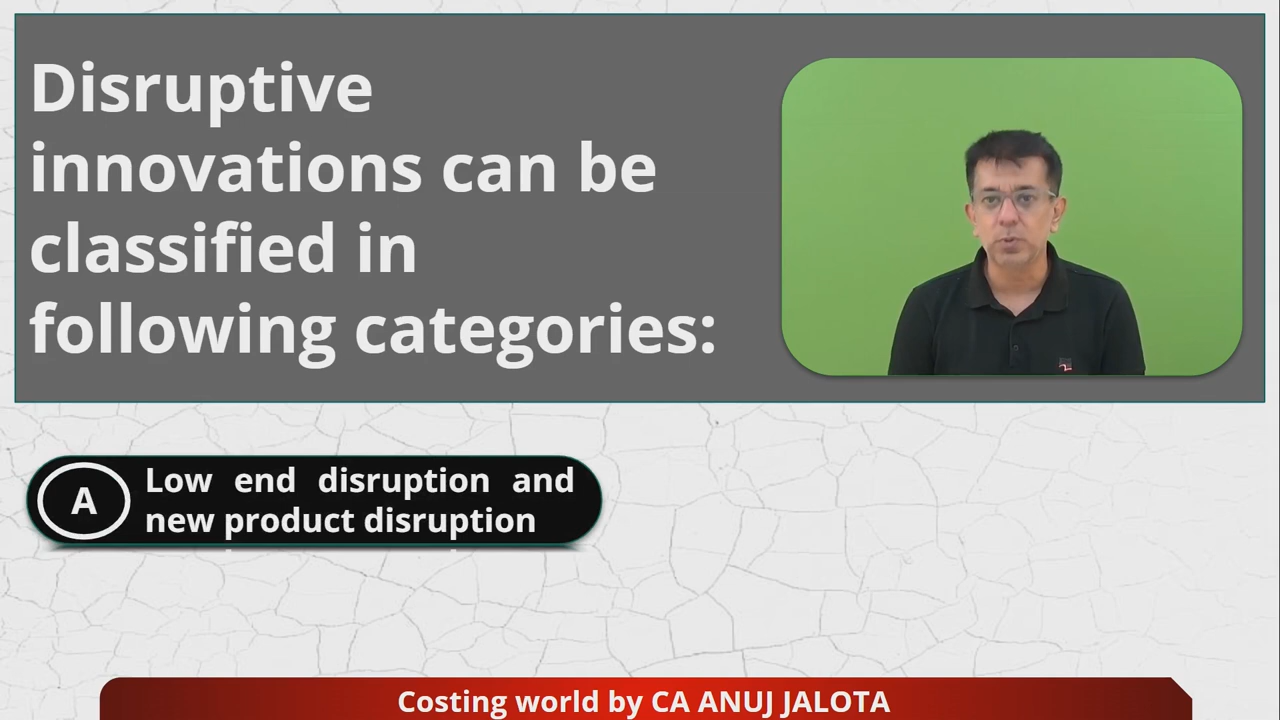 Disruptive
innovations can be
classified in
following categories:
A
Low end disruption and
new product disruption
Costing world by CA ANUJ JALOTA